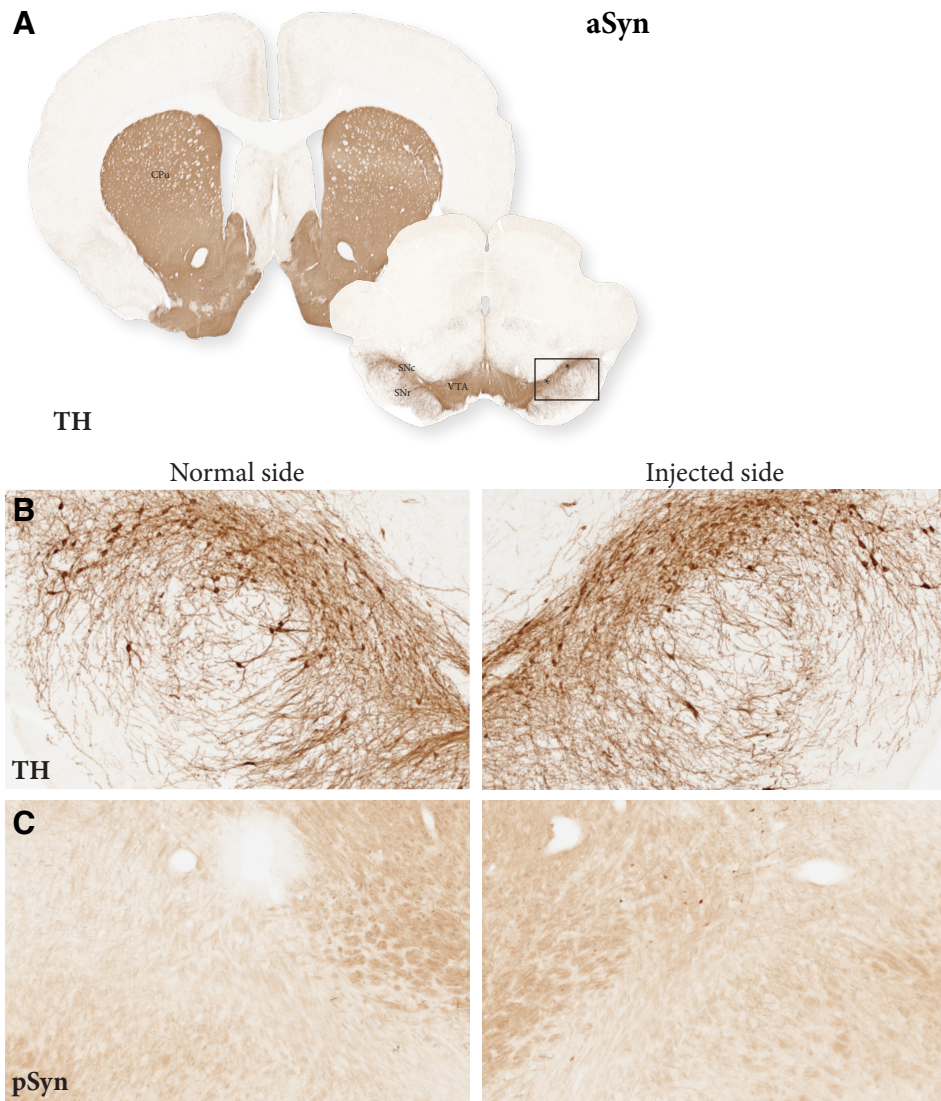 A
aSyn
CPu
SNc
SNr
VTA
TH
Normal side
Injected side
B
TH
C
pSyn